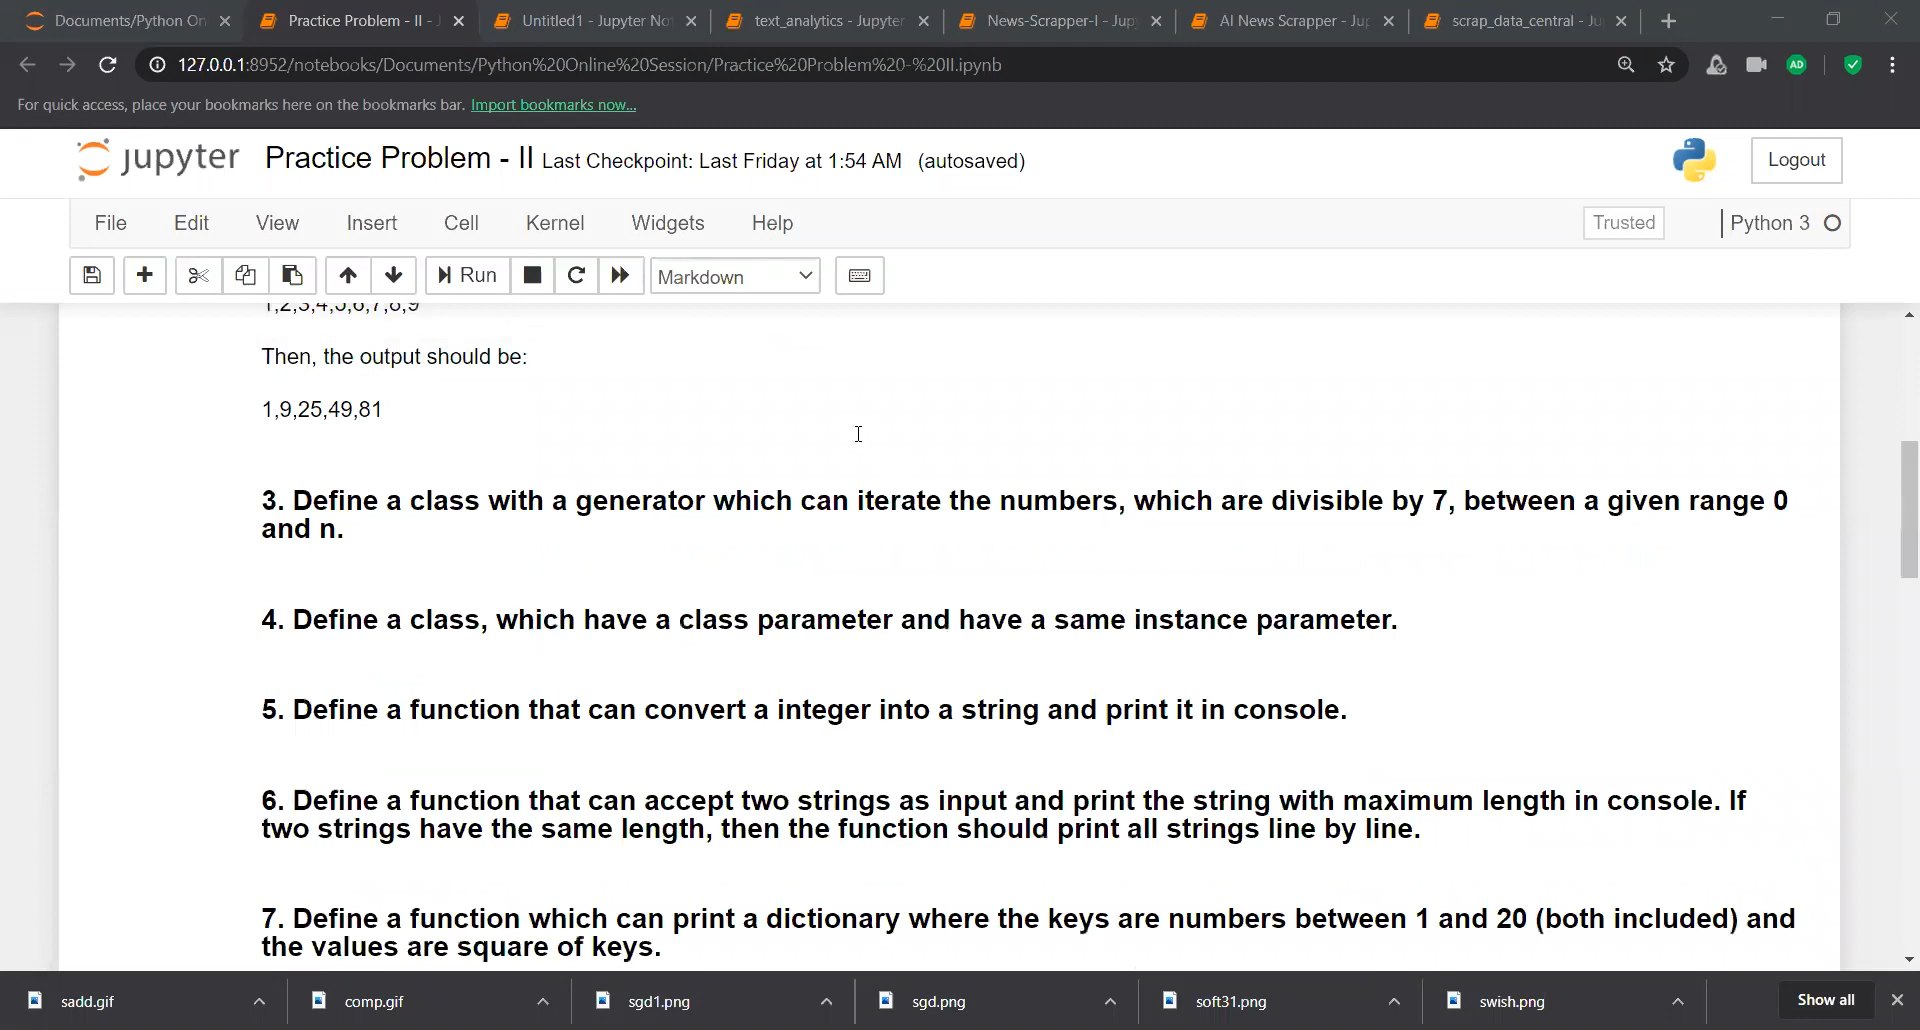 Documents/Python On
Practice Problem - II - J
Untitled1 - Jupyter No
text_analytics - Jupyter
News-Scrapper-I - Jup
AI News Scrapper - Jup
scrap_data_central - Ju
127.0.0.1:8952/notebooks/Documents/Python%20Online%20Session/Practice%20Problem%20-%20II.ipynb
AD
For quick access, place your bookmarks here on the bookmarks bar. Import bookmarks now...
jupyter Practice Problem - II Last Checkpoint: Last Friday at 1:54 AM (autosaved)
Logout
File Edit View Insert Cell Kernel Widgets Help
Trusted
Python 3
Run
Markdown
1,2,3,4,5,6,7,8,9
Then, the output should be:
1,9,25,49,81
3. Define a class with a generator which can iterate the numbers, which are divisible by 7, between a given range 0
and n.
4. Define a class, which have a class parameter and have a same instance parameter.
5. Define a function that can convert a integer into a string and print it in console.
6. Define a function that can accept two strings as input and print the string with maximum length in console. If
two strings have the same length, then the function should print all strings line by line.
7. Define a function which can print a dictionary where the keys are numbers between 1 and 20 (both included) and
the values are square of keys.
sadd.gif
comp.gif
sgd1.png
sgd.png
soft31.png
swish.png
Show all